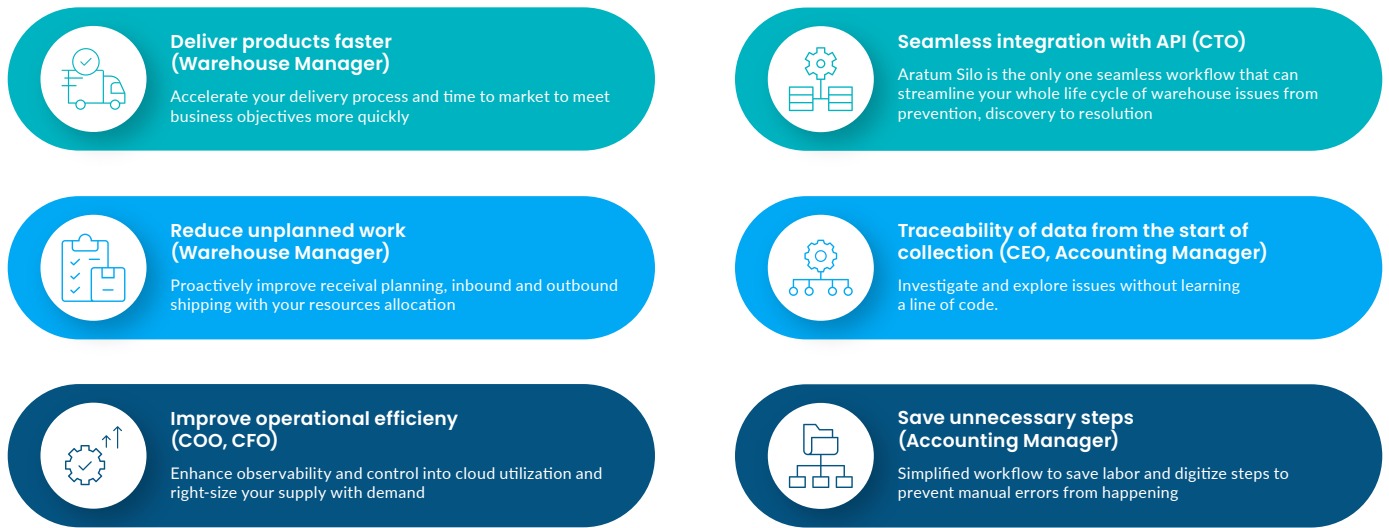 Deliver products faster
(Warehouse Manager)
Accelerate your delivery process and time to market to meet
business objectives more quickly
Seamless integration with API (CTO)
Aratum Silo is the only one seamless workflow that can
streamline your whole life cycle of warehouse issues from
prevention, discovery to resolution
Reduce unplanned work
(Warehouse Manager)
Proactively improve receival planning, inbound and outbound
shipping with your resources allocation
Traceability of data from the start of
collection (CEO, Accounting Manager)
Investigate and explore issues without learning
a line of code.
Improve operational efficieny
(COO, CFO)
Enhance observability and control into cloud utilization and
right-size your supply with demand
Save unnecessary steps
(Accounting Manager)
Simplified workflow to save labor and digitize steps to
prevent manual errors from happening